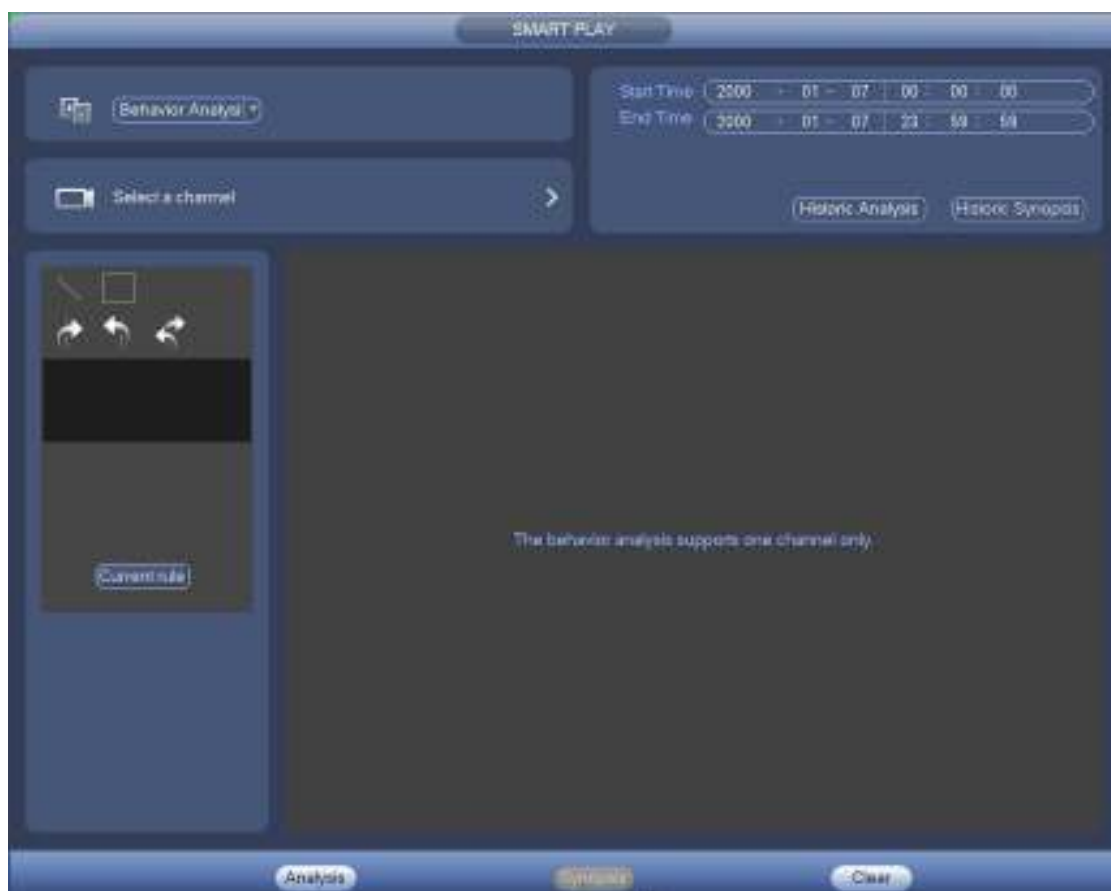 SMART PLAY
Behavior Analysi
Start Time 2000 - 01 - 07 00 : 00 : 00
End Time 2000 - 01 - 07 23 : 59 : 59
Select a channel
Historic Analysis
Historic Synopsis
The behavior analysis supports one channel only.
Current rule
Analysis
Synopsis
Clear